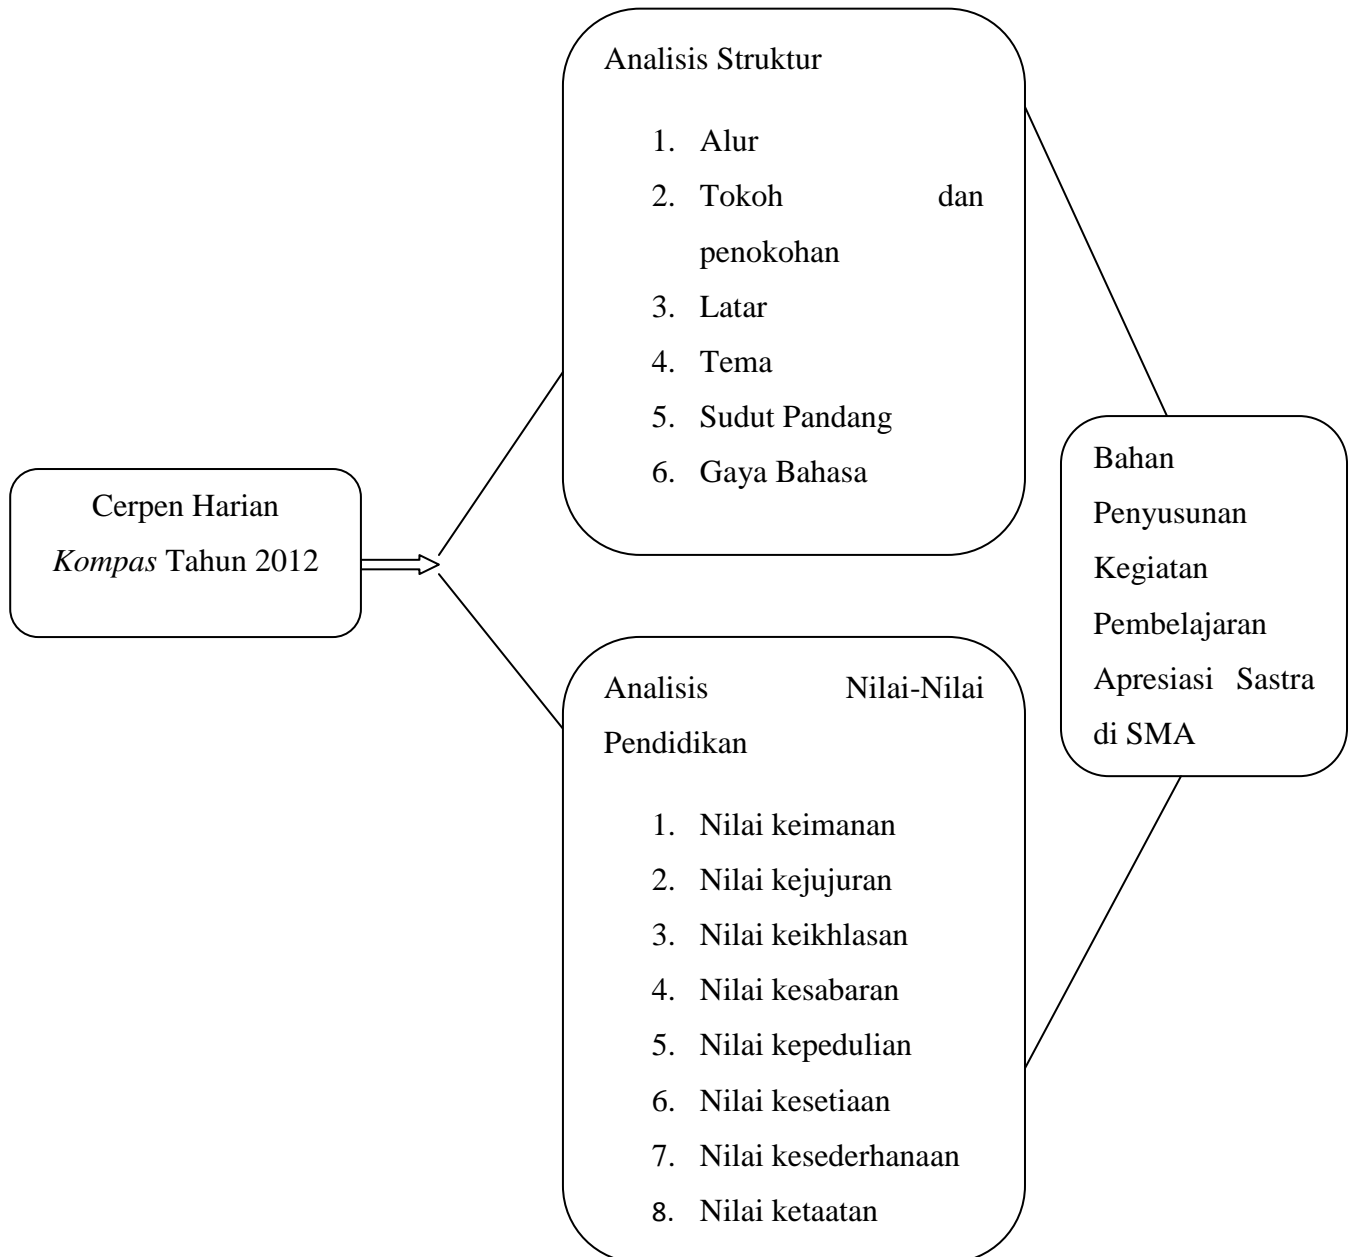 Cerpen Harian
Kompas Tahun 2012
Analisis Struktur
1. Alur
2. Tokoh dan
penokohan
3. Latar
4. Tema
5. Sudut Pandang
6. Gaya Bahasa
Analisis Nilai-Nilai
Pendidikan
1. Nilai keimanan
2. Nilai kejujuran
3. Nilai keikhlasan
4. Nilai kesabaran
5. Nilai kepedulian
6. Nilai kesetiaan
7. Nilai kesederhanaan
8. Nilai ketaatan
Bahan
Penyusunan
Kegiatan
Pembelajaran
Apresiasi Sastra
di SMA